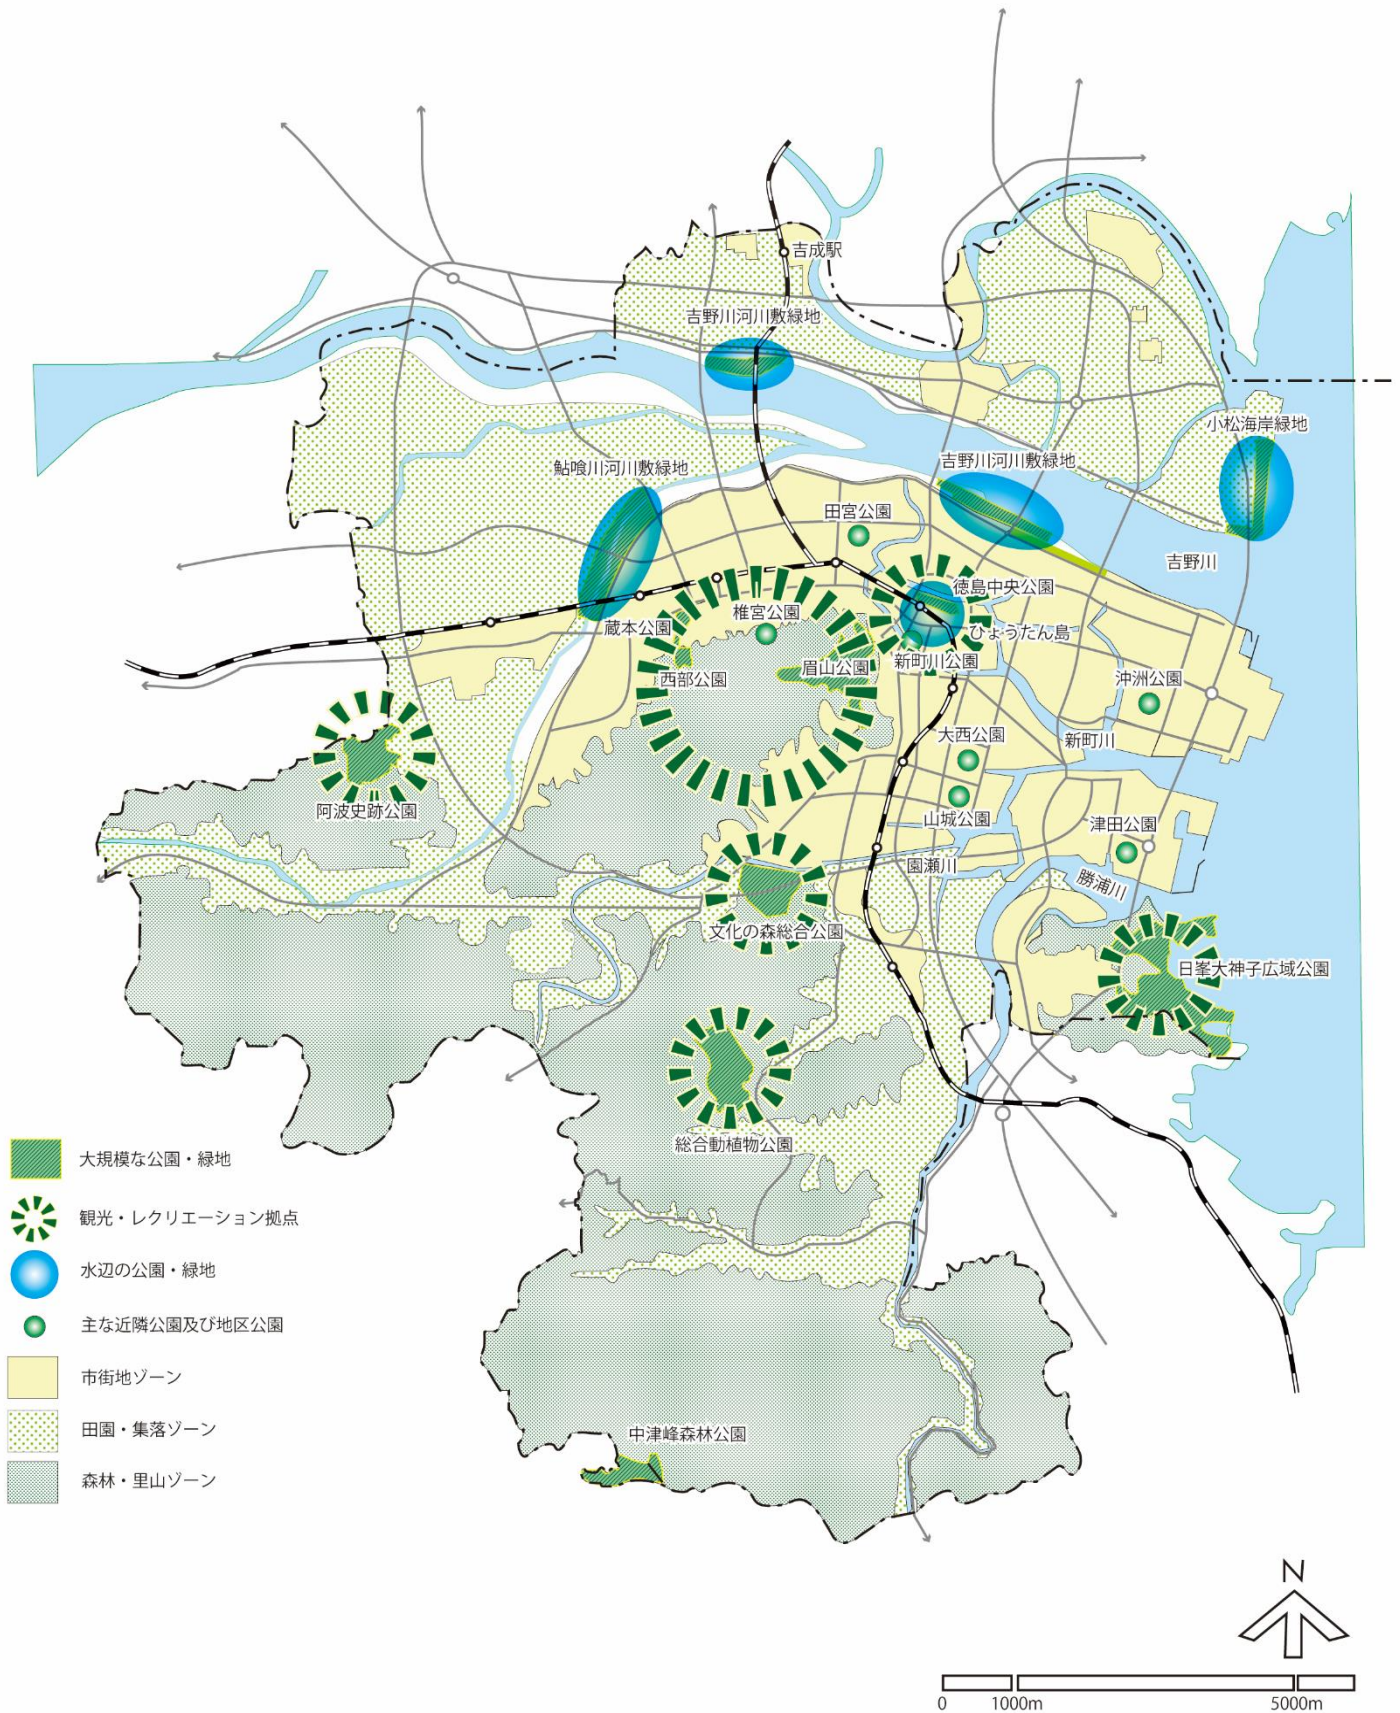 吉成駅
吉野川河川敷緑地
小松海岸緑地
鮎喰川河川敷緑地
吉野川河川敷緑地
田宮公園
吉野川
徳島中央公園
椎宮公園
蔵本公園
ひょうたん島
新町川公園
眉山公園
西部公園
沖洲公園
大西公園
新町川
阿波史跡公園
山城公園
津田公園
園瀬川
勝浦川
文化の森総合公園
日峯大神子広域公園
総合動植物公園
大規模な公園・緑地
観光・レクリエーション拠点
水辺の公園・緑地
主な近隣公園及び地区公園
市街地ゾーン
田園・集落ゾーン
森林・里山ゾーン
中津峰森林公園
N
0 1000m 5000m